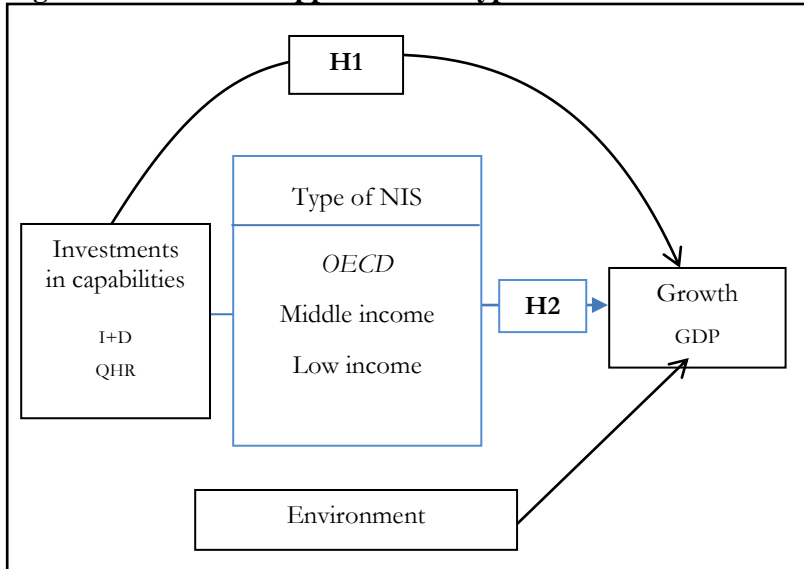 H1
Type of NIS
Investments
in capabilities
I+D
QHR
OECD
Middle income
Low income
H2
Growth
GDP
Environment